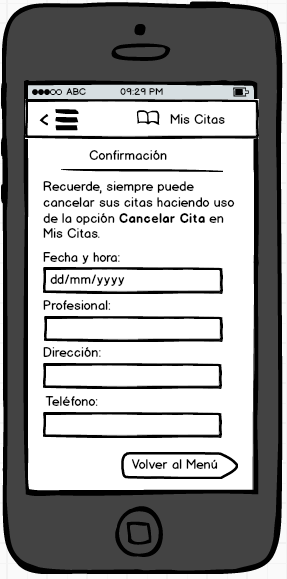 ABC 09:29 PM
Mis Citas
Confirmación
Recuerde, siempre puede
cancelar sus citas haciendo uso
de la opción Cancelar Cita en
Mis Citas.
Fecha y hora:
dd/mm/yyyy
Profesional:
Dirección:
Teléfono:
Volver al Menú